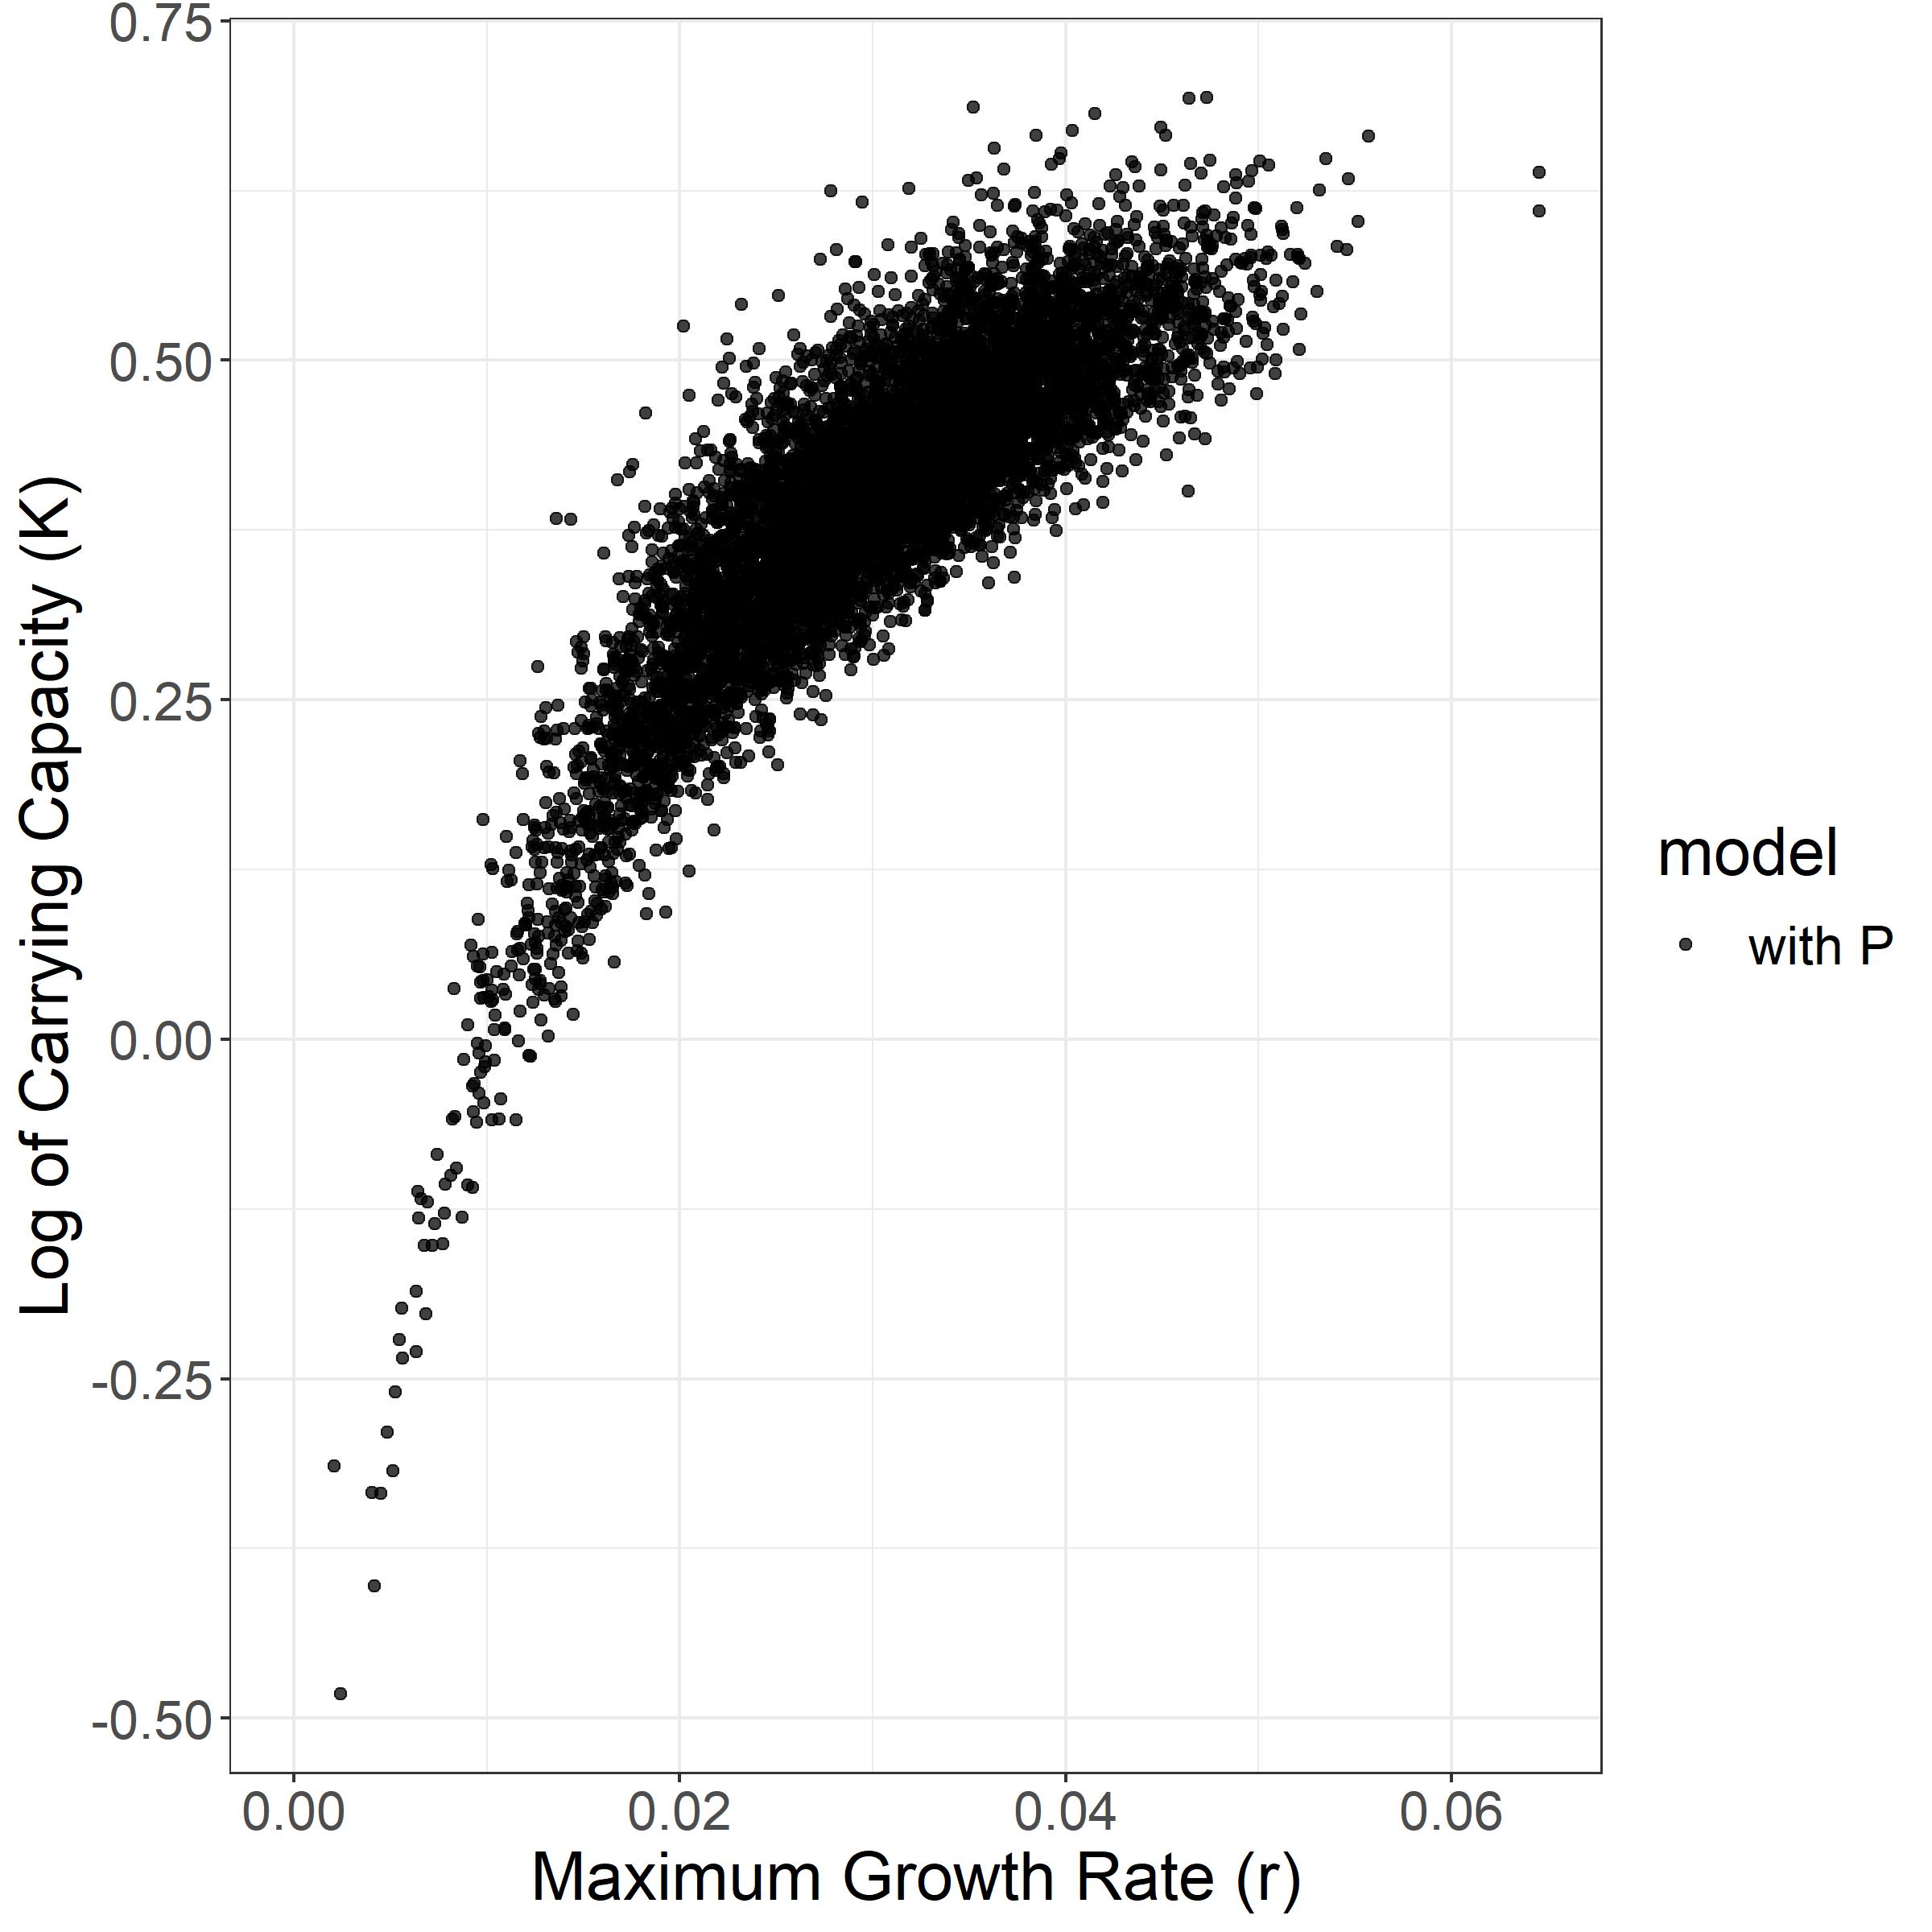 0.75
0.50
0.25
0.00
-0.25
-0.50
Log of Carrying Capacity (K)
0.00 0.02 0.04 0.06
Maximum Growth Rate (r)
model
with P